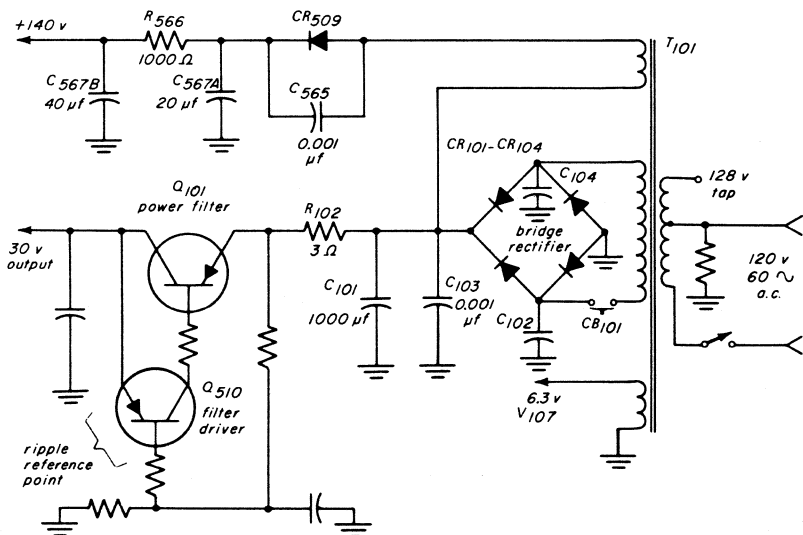 +140 v
R566
1000 Ω
CR509
C567B
40 μf
C567A
20 μf
C565
0.001
μf
T101
CR101-CR104
C104
bridge
rectifier
128 v
tap
120 v
60 ~
a.c.
Q101
power filter
R102
3 Ω
30 v
output
C101
1000 μf
C103
0.001
μf
C102
CB101
6.3 v
V107
Q510
filter
driver
ripple
reference
point